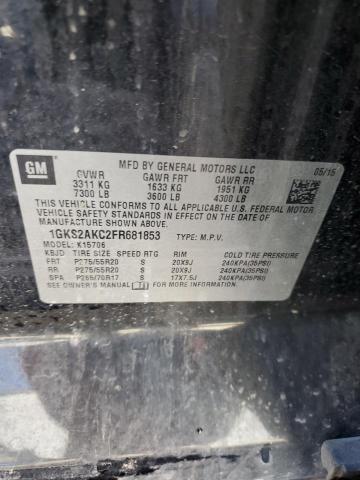 GM
MFD BY GENERAL MOTORS LLC
05/15
GVWR GAWR FRT GAWR RR
3311 KG 1633 KG 1951 KG
7300 LB 3600 LB 4300 LB
THIS VEHICLE CONFORMS TO ALL APPLICABLE U.S. FEDERAL MOTOR
VEHICLE SAFETY STANDARDS IN EFFECT ON THE DATE OF
MANUFACTURE SHOWN ABOVE.
1GKS2AKC2FR681853 TYPE: M.P.V.
MODEL: K15706
KBJD TIRE SIZE SPEED RTG RIM COLD TIRE PRESSURE
FRT P275/55R20 S 20X9J 240KPA(35PSI)
RR P275/55R20 S 20X9J 240KPA(35PSI)
SPA P265/70R17 S 17X7.5J 240KPA(35PSI)
SEE OWNER'S MANUAL